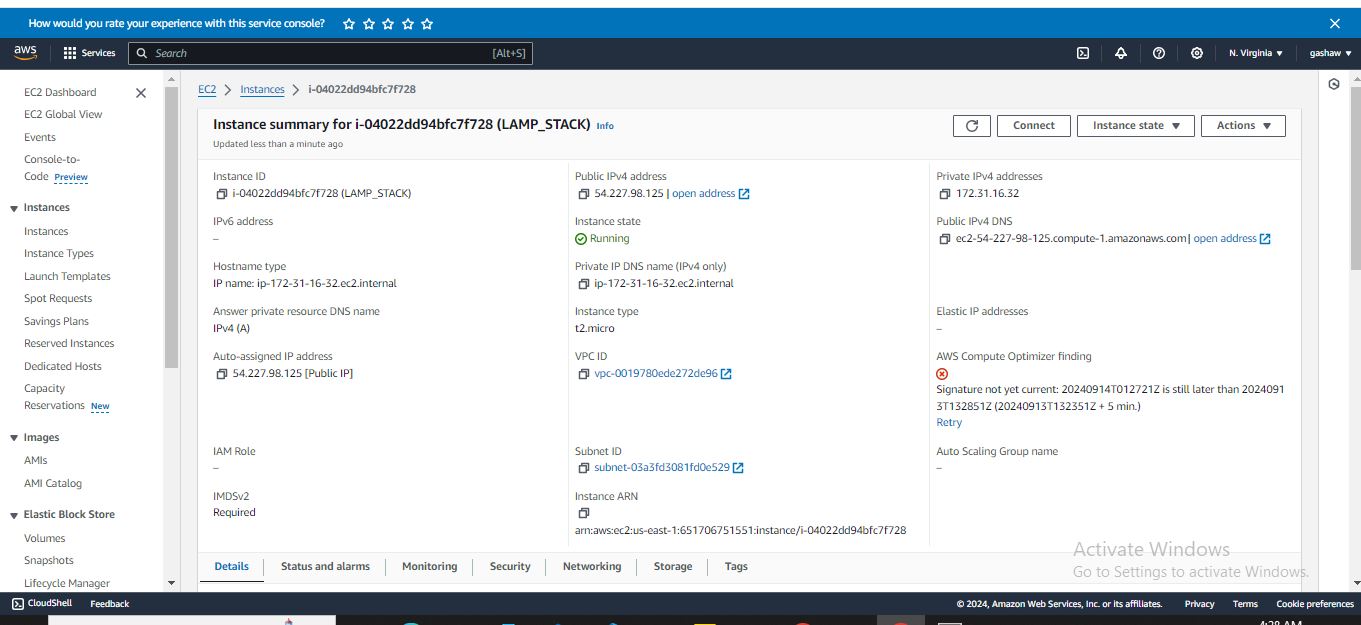 How would you rate your experience with this service console?
aws Services Search [Alt+S] N. Virginia gashaw
EC2 Dashboard
EC2 Global View
Events
Console-to-
Code Preview
Instances
Instances
Instance Types
Launch Templates
Spot Requests
Savings Plans
Reserved Instances
Dedicated Hosts
Capacity
Reservations New
Images
AMIs
AMI Catalog
Elastic Block Store
Volumes
Snapshots
Lifecycle Manager
EC2 > Instances > i-04022dd94bfc7f728
Instance summary for i-04022dd94bfc7f728 (LAMP_STACK) Info
Updated less than a minute ago
Connect Instance state Actions
Instance ID
i-04022dd94bfc7f728 (LAMP_STACK)
Public IPv4 address
54.227.98.125 | open address
Private IPv4 addresses
172.31.16.32
IPv6 address
–
Instance state
Running
Public IPv4 DNS
ec2-54-227-98-125.compute-1.amazonaws.com | open address
Hostname type
IP name: ip-172-31-16-32.ec2.internal
Private IP DNS name (IPv4 only)
ip-172-31-16-32.ec2.internal
Answer private resource DNS name
IPv4 (A)
Instance type
t2.micro
Elastic IP addresses
–
Auto-assigned IP address
54.227.98.125 [Public IP]
VPC ID
vpc-0019780ede272de96
AWS Compute Optimizer finding
Signature not yet current: 20240914T012721Z is still later than 2024091
3T132851Z (20240913T132351Z + 5 min.)
Retry
IAM Role
–
Subnet ID
subnet-03a3fd3081fd0e529
Auto Scaling Group name
–
IMDSv2
Required
Instance ARN
arn:aws:ec2:us-east-1:651706751551:instance/i-04022dd94bfc7f728
Details Status and alarms Monitoring Security Networking Storage Tags
Activate Windows
Go to Settings to activate Windows.
CloudShell Feedback © 2024, Amazon Web Services, Inc. or its affiliates. Privacy Terms Cookie preferences
4:28 AM